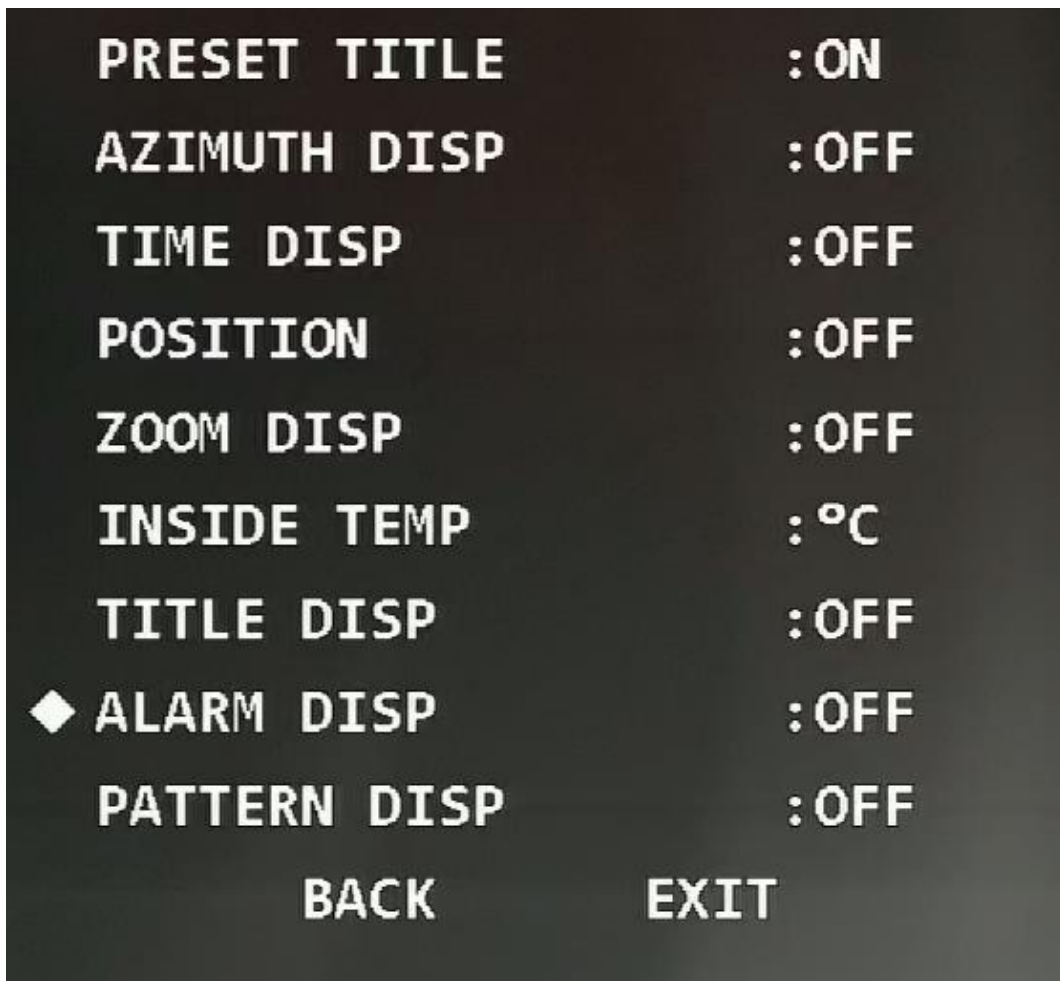 PRESET TITLE :ON
AZIMUTH DISP :OFF
TIME DISP :OFF
POSITION :OFF
ZOOM DISP :OFF
INSIDE TEMP :°C
TITLE DISP :OFF
◆ ALARM DISP :OFF
PATTERN DISP :OFF
BACK EXIT